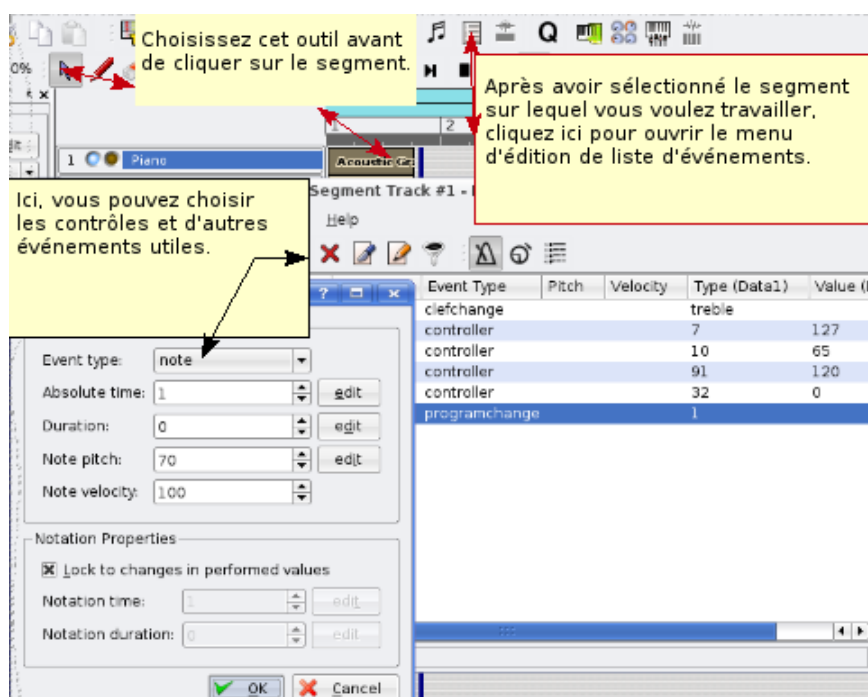 Choisissez cet outil avant
de cliquer sur le segment.
Q
0%
Après avoir sélectionné le segment
sur lequel vous voulez travailler,
cliquez ici pour ouvrir le menu
d'édition de liste d'événements.
1
2
1 Piano
Acoustic Gr
Ici, vous pouvez choisir
les contrôles et d'autres
événements utiles.
Segment Track #1 -
Help
Event Type Pitch Velocity Type (Data1) Value (
clefchange treble
controller 7 127
controller 10 65
controller 91 120
controller 32 0
programchange 1
Event type: note
Absolute time: 1 edit
Duration: 0 edit
Note pitch: 70 edit
Note velocity: 100
Notation Properties
Lock to changes in performed values
Notation time: 1 edit
Notation duration: 0 edit
OK Cancel